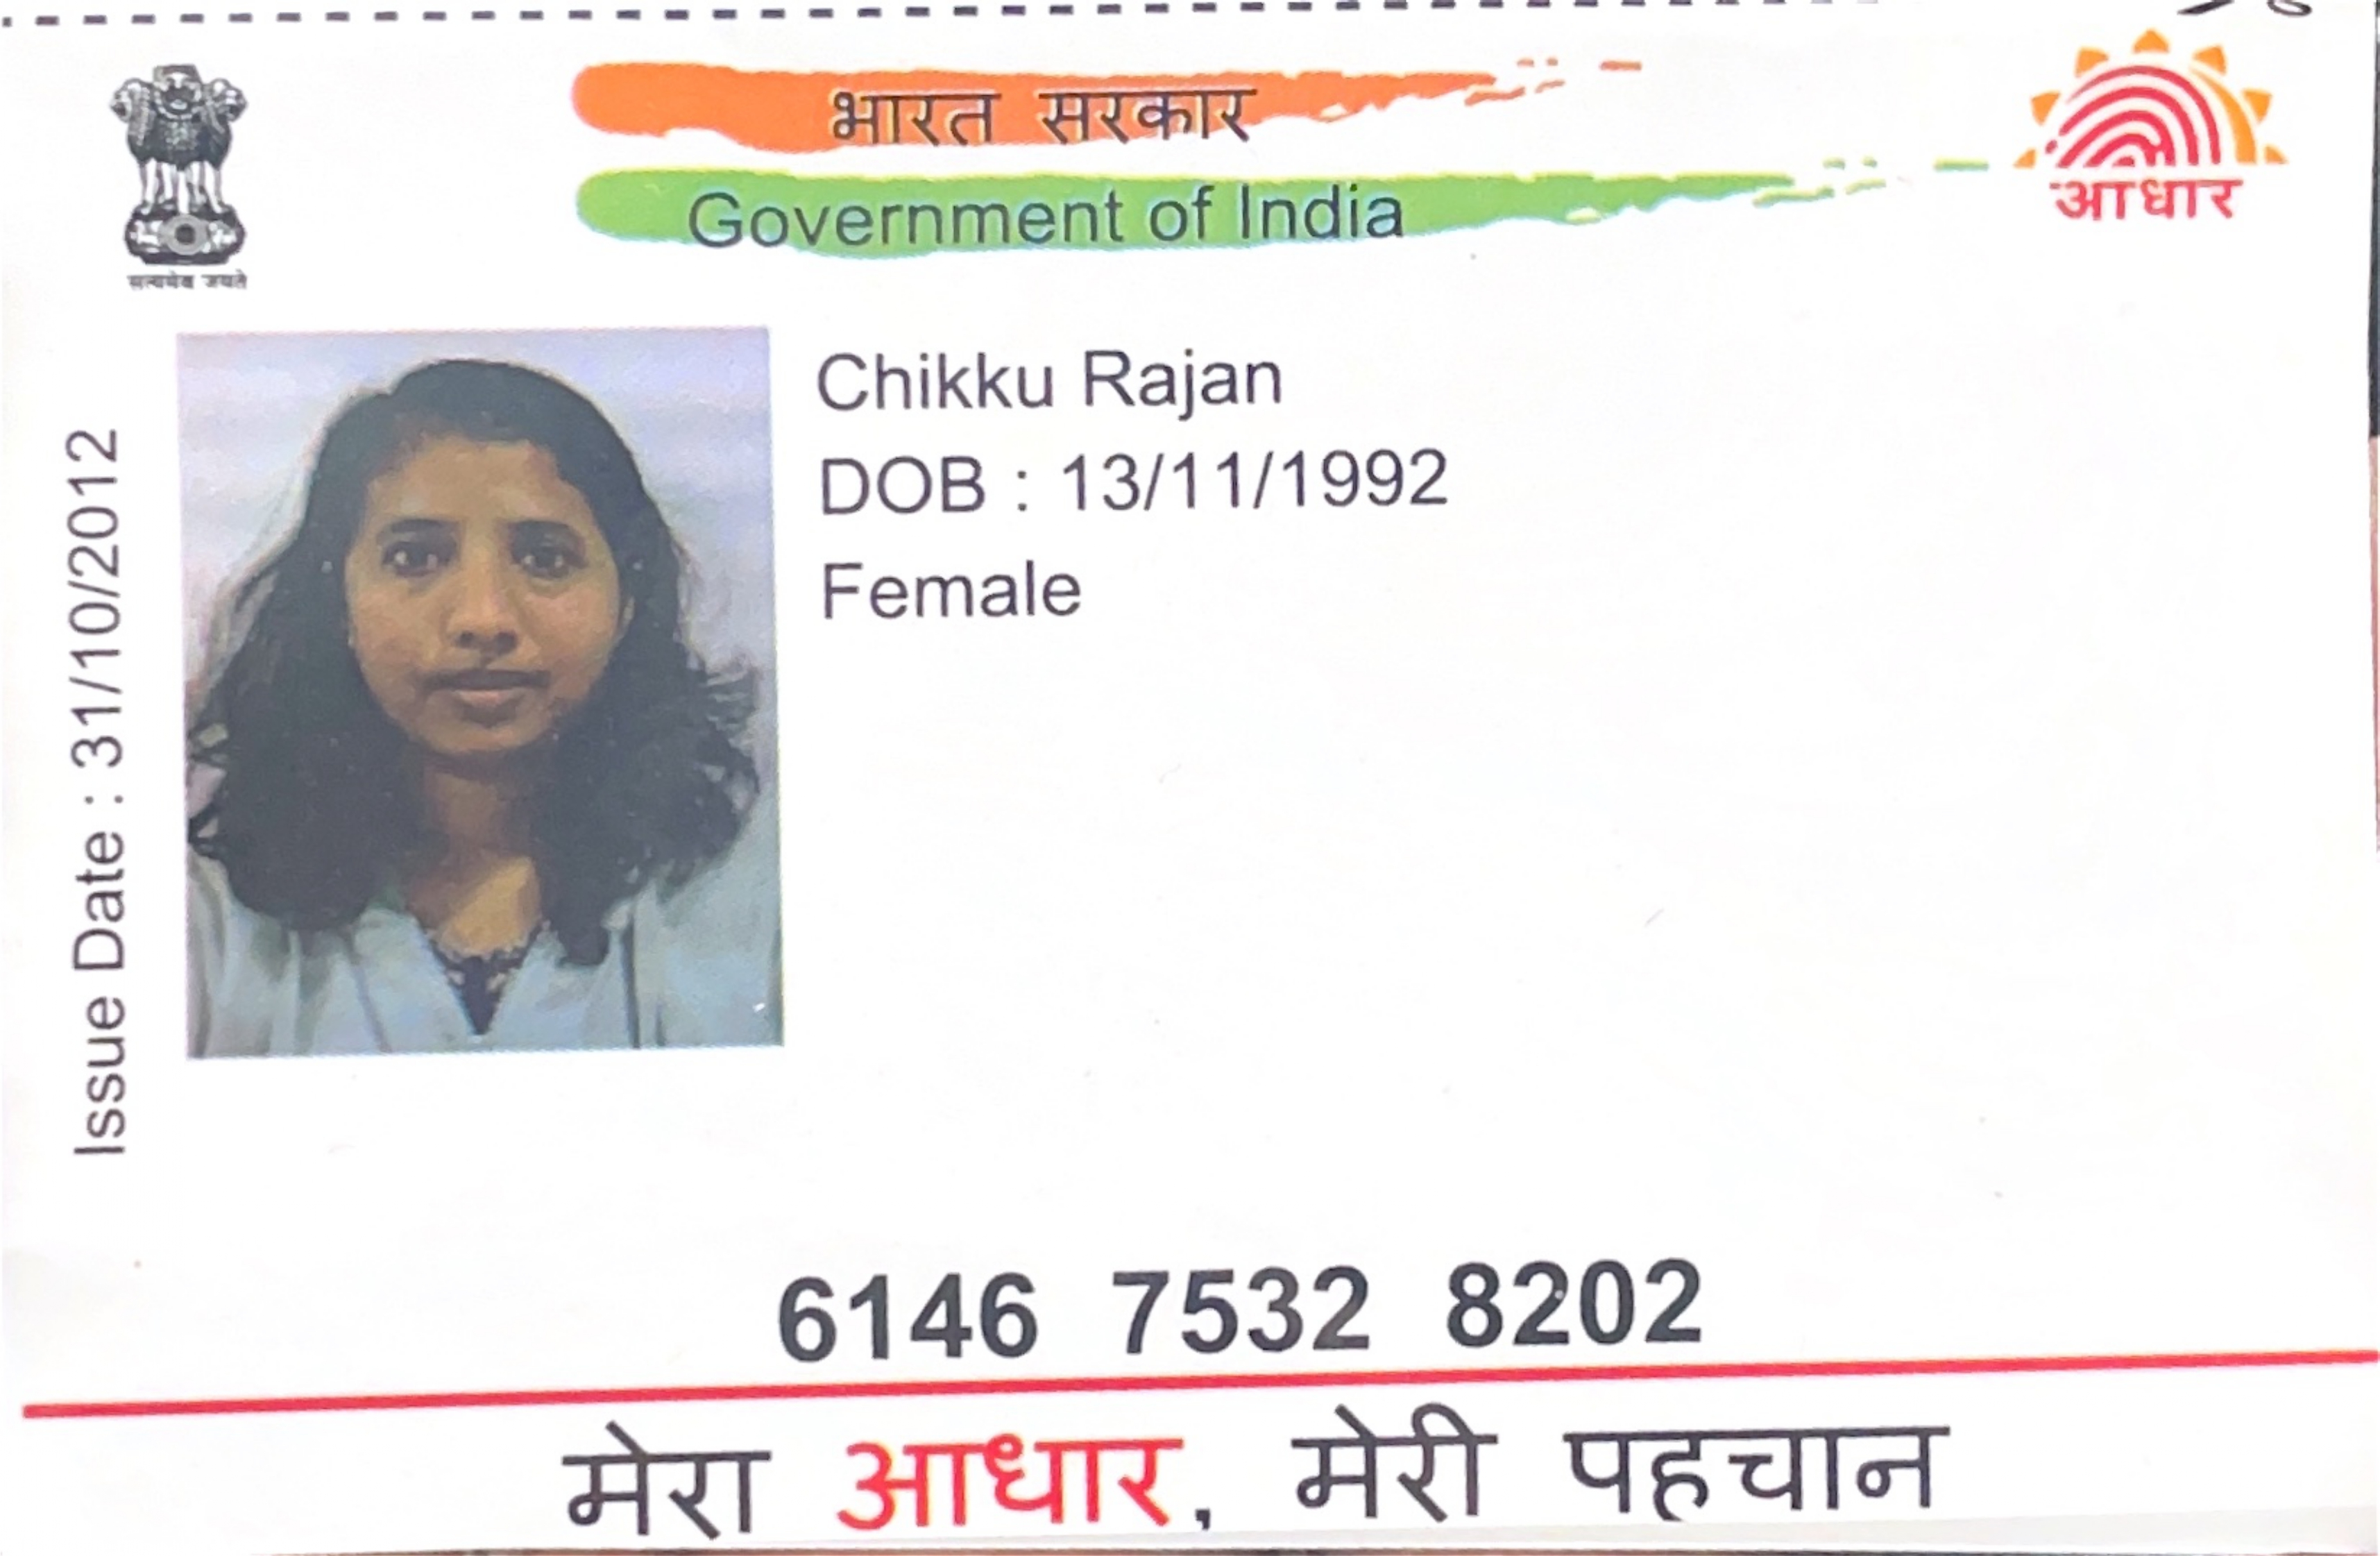 भारत सरकार
Government of India
आधार
सत्यमेव जयते
Issue Date : 31/10/2012
Chikku Rajan
DOB : 13/11/1992
Female
6146 7532 8202
मेरा आधार, मेरी पहचान